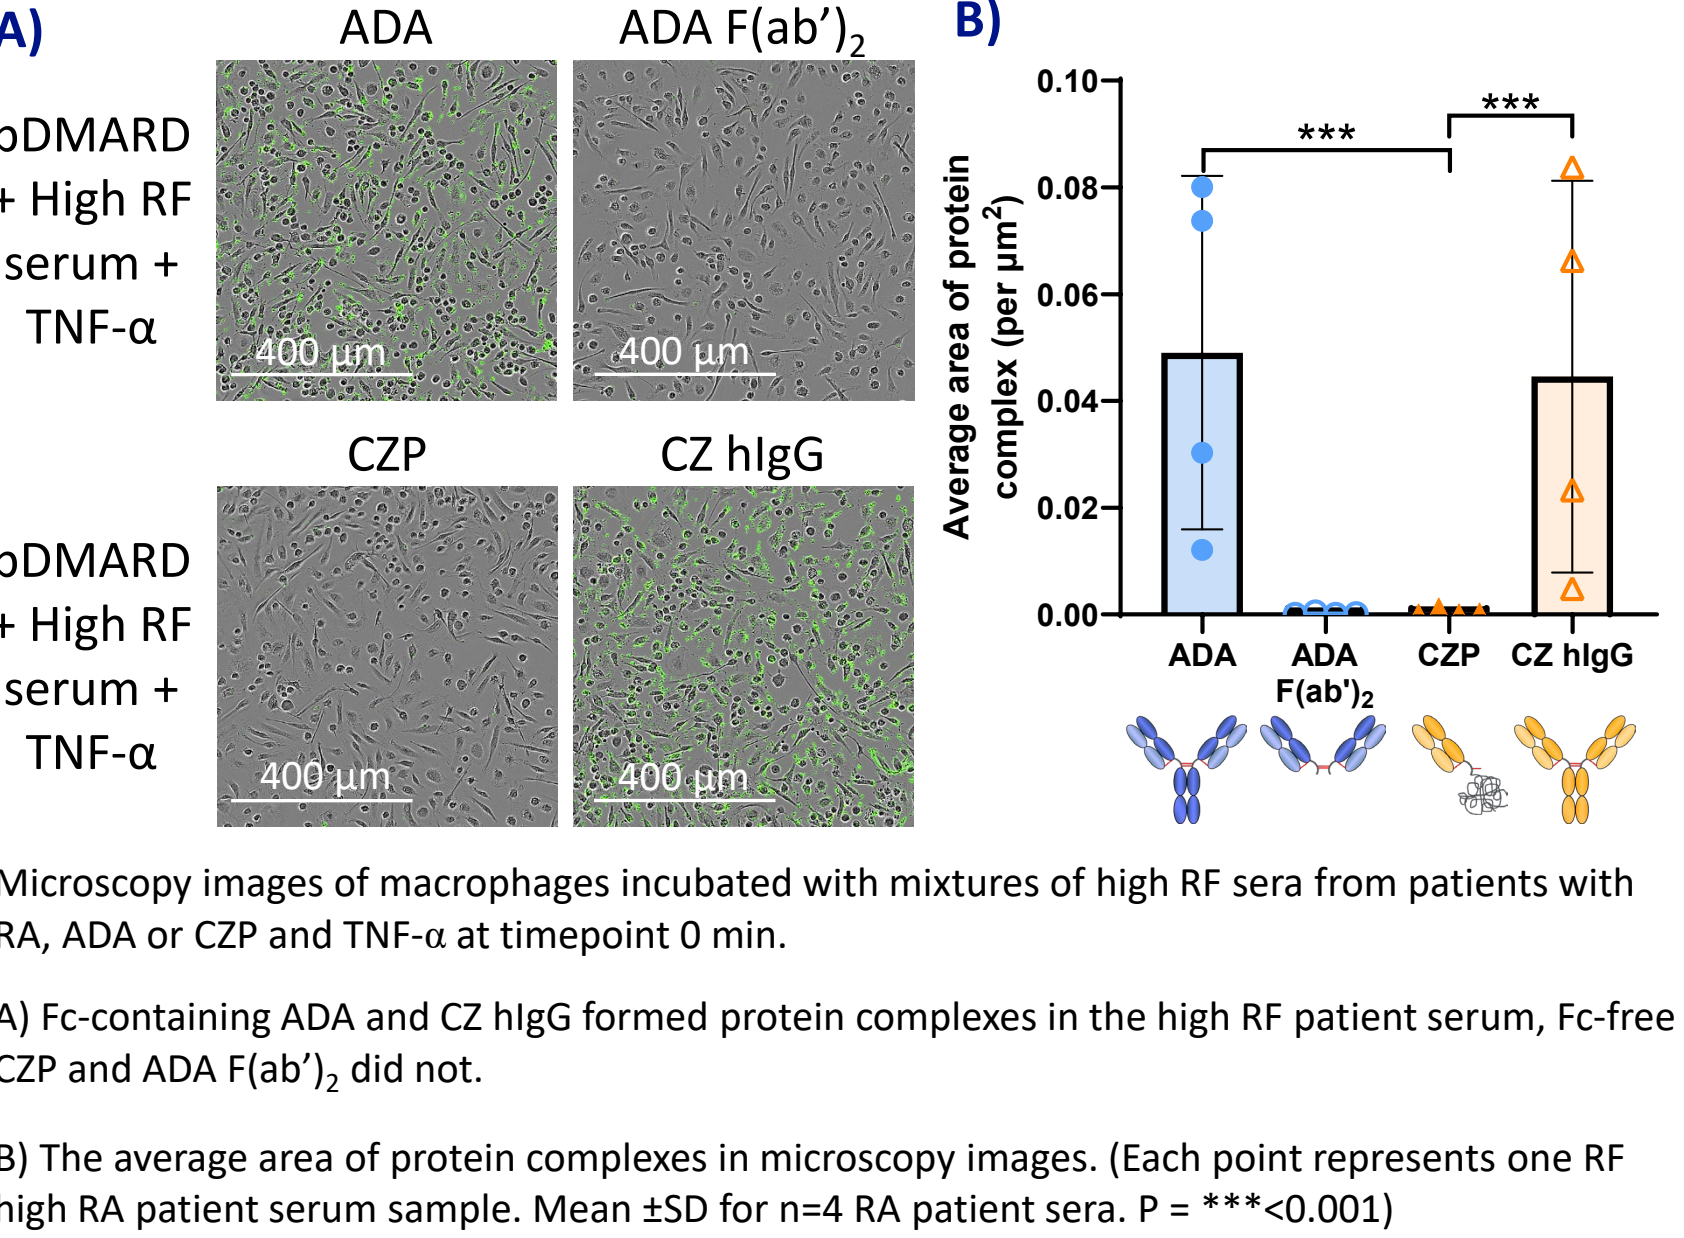 A)
ADA
ADA F(ab’)2
bDMARD
+ High RF
serum +
TNF-α
400 µm
400 µm
CZP
CZ hIgG
bDMARD
+ High RF
serum +
TNF-α
400 µm
400 µm
B)
Average area of protein
complex (per µm2)
0.10
0.08
0.06
0.04
0.02
0.00
***
***
ADA
ADA
F(ab')2
CZP
CZ hIgG
Microscopy images of macrophages incubated with mixtures of high RF sera from patients with
RA, ADA or CZP and TNF-α at timepoint 0 min.
A) Fc-containing ADA and CZ hIgG formed protein complexes in the high RF patient serum, Fc-free
CZP and ADA F(ab’)2 did not.
B) The average area of protein complexes in microscopy images. (Each point represents one RF
high RA patient serum sample. Mean ±SD for n=4 RA patient sera. P = ***<0.001)